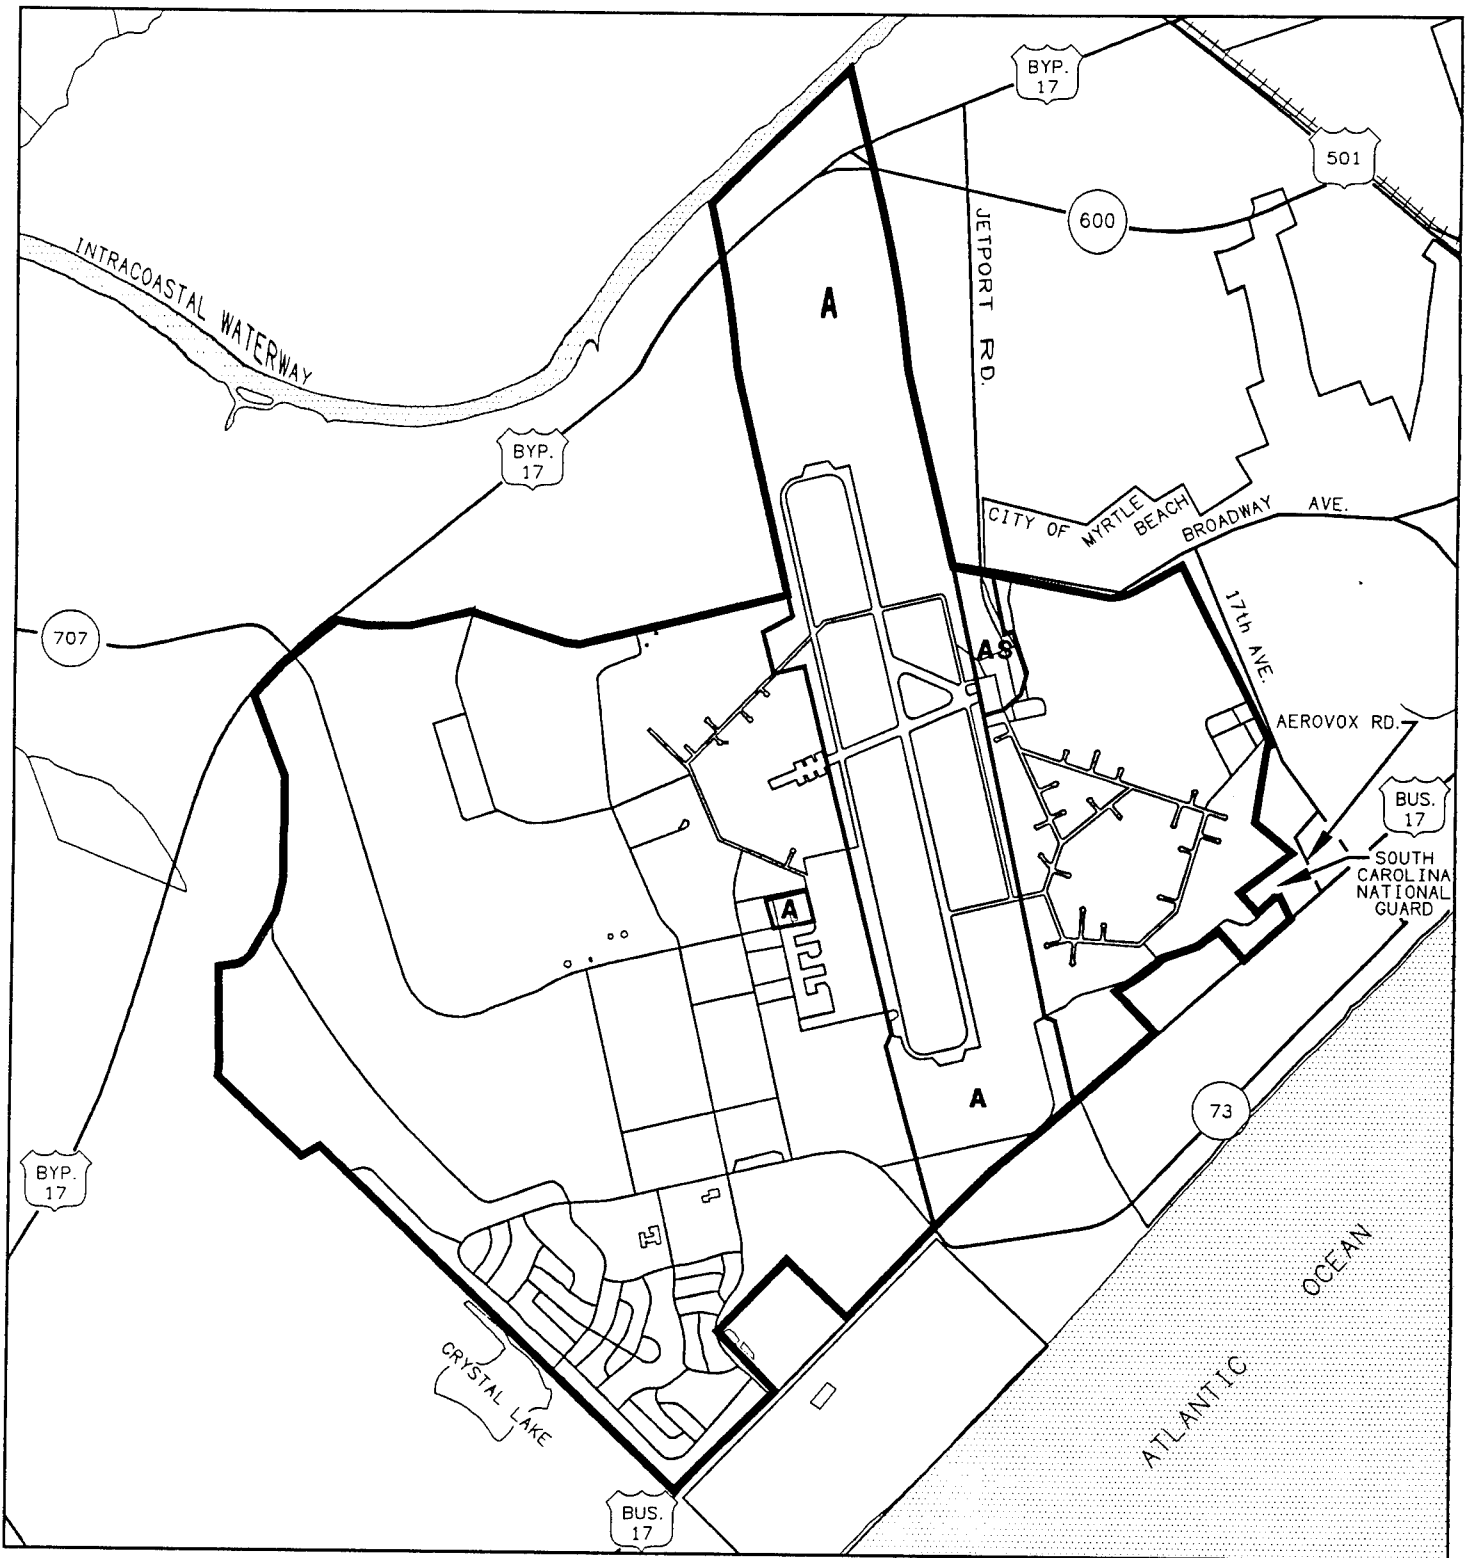 BYP.
17
501
600
JETPORT RD.
INTRACOASTAL WATERWAY
A
BYP.
17
CITY OF MYRTLE
BEACH
BROADWAY AVE.
17th AVE.
707
AS
AEROVOX RD.
BUS.
17
SOUTH
CAROLINA
NATIONAL
GUARD
A
A
73
BYP.
17
OCEAN
ATLANTIC
CRYSTAL LAKE
BUS.
17